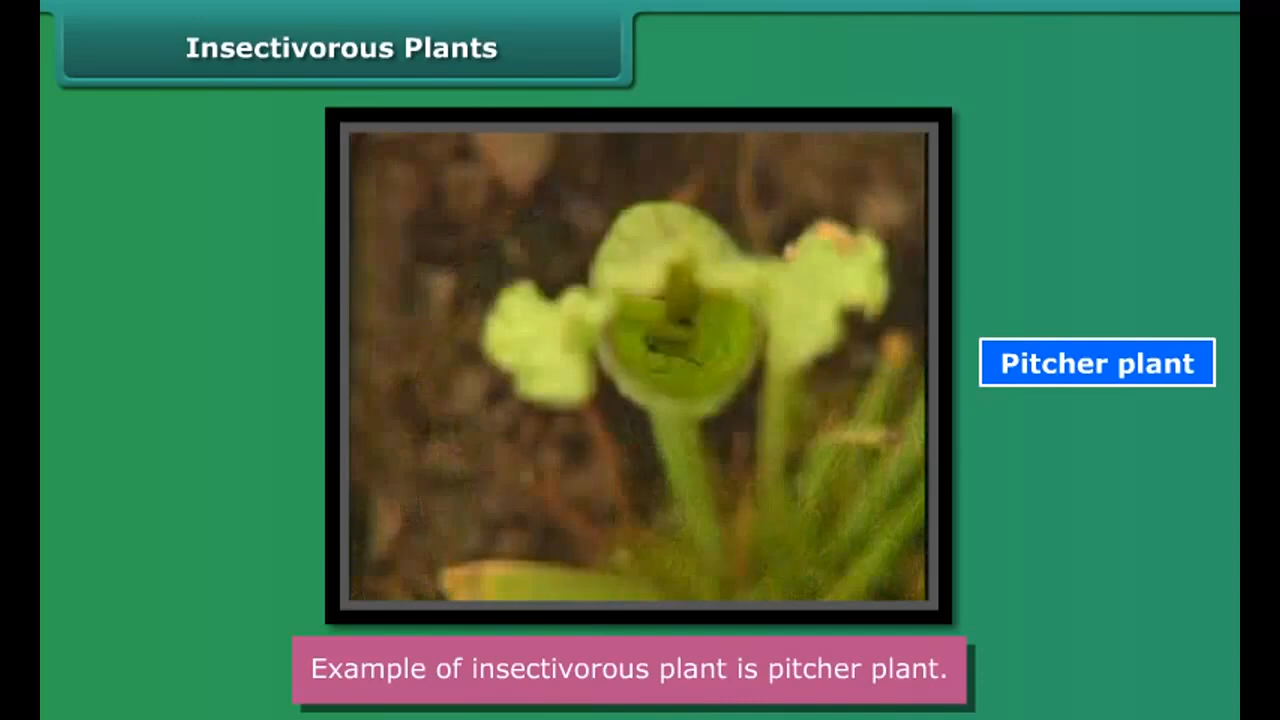 Insectivorous Plants
Pitcher plant
Example of insectivorous plant is pitcher plant.